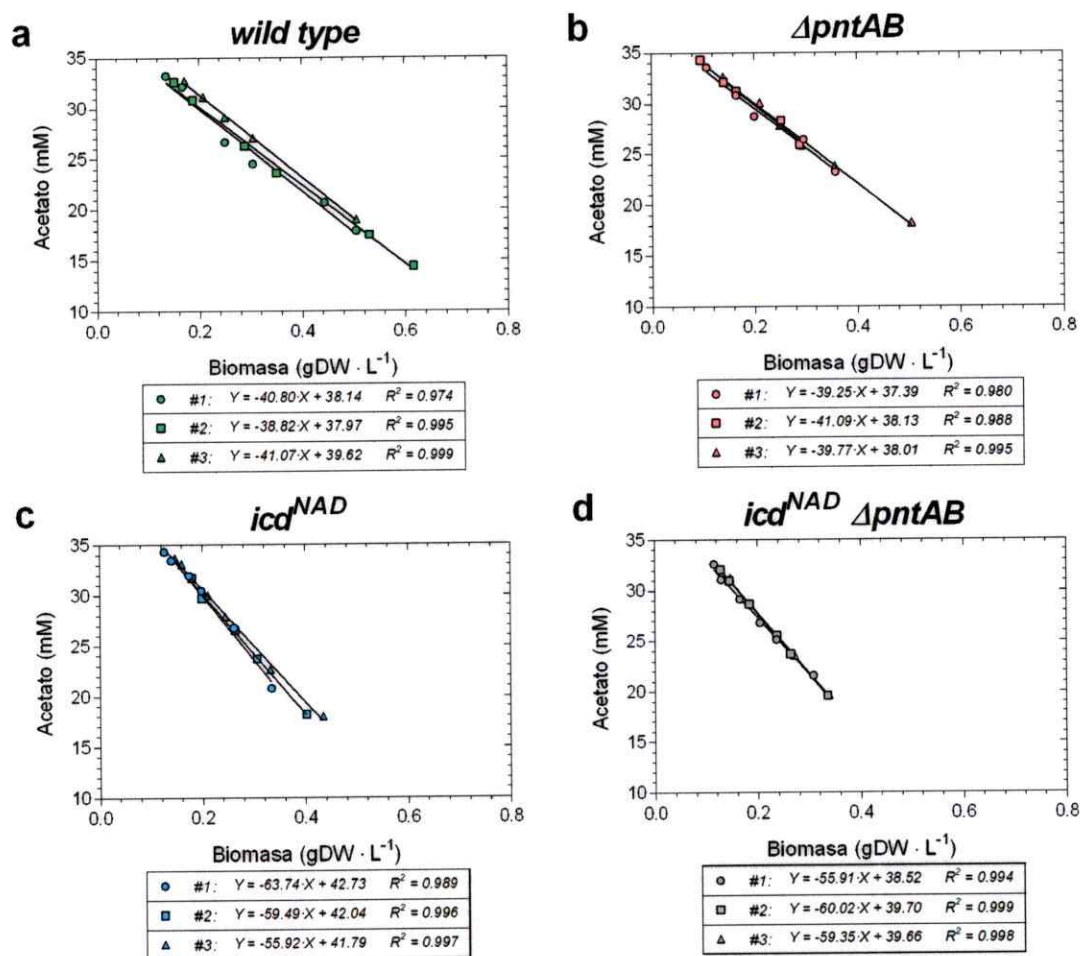 a
wild type
Acetato (mM)
35
30
25
20
15
10
0.0 0.2 0.4 0.6 0.8
Biomasa (gDW · L⁻¹)
#1: Y = -40.80·X + 38.14 R² = 0.974
#2: Y = -38.82·X + 37.97 R² = 0.995
#3: Y = -41.07·X + 39.62 R² = 0.999
b
ΔpntAB
Acetato (mM)
35
30
25
20
15
10
0.0 0.2 0.4 0.6 0.8
Biomasa (gDW · L⁻¹)
#1: Y = -39.25·X + 37.39 R² = 0.980
#2: Y = -41.09·X + 38.13 R² = 0.988
#3: Y = -39.77·X + 38.01 R² = 0.995
c
icd^NAD
Acetato (mM)
35
30
25
20
15
10
0.0 0.2 0.4 0.6 0.8
Biomasa (gDW · L⁻¹)
#1: Y = -63.74·X + 42.73 R² = 0.989
#2: Y = -59.49·X + 42.04 R² = 0.996
#3: Y = -55.92·X + 41.79 R² = 0.997
d
icd^NAD ΔpntAB
Acetato (mM)
35
30
25
20
15
10
0.0 0.2 0.4 0.6 0.8
Biomasa (gDW · L⁻¹)
#1: Y = -55.91·X + 38.52 R² = 0.994
#2: Y = -60.02·X + 39.70 R² = 0.999
#3: Y = -59.35·X + 39.66 R² = 0.998